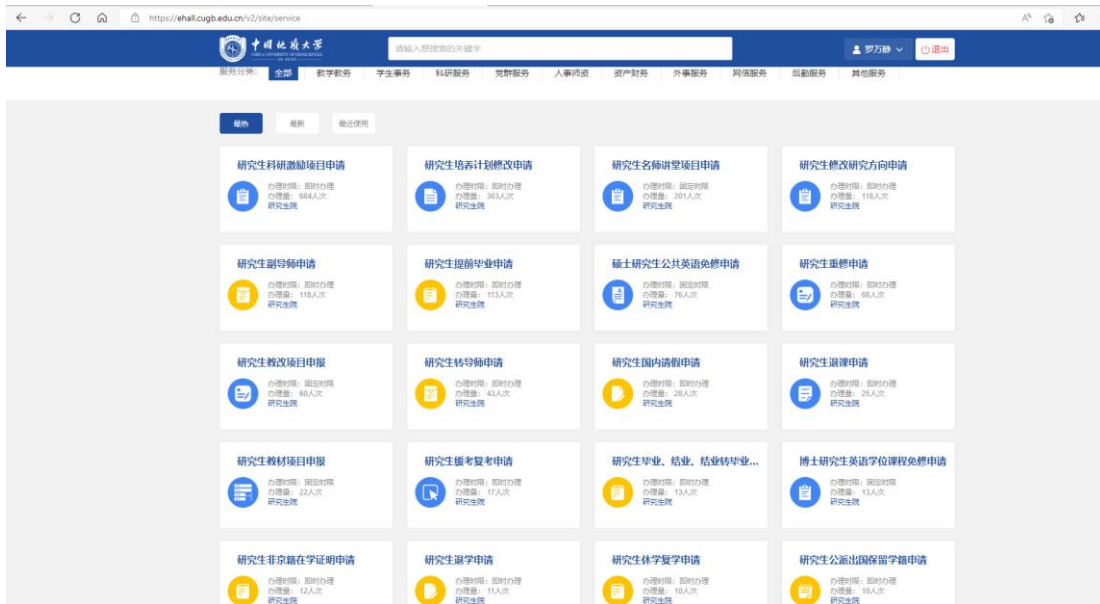 https://ehall.cugb.edu.cn/v2/site/service
中国地质大学
请输入想搜索的关键字
罗万静
退出
服务分类： 全部 教学教务 学生事务 科研服务 党群服务 人事师资 资产财务 外事服务 网信服务 后勤服务 其他服务
最热 最新 最近使用
研究生科研激励项目申请
办理时限：即时办理
办理量：604人次
研究生院
研究生培养计划修改申请
办理时限：即时办理
办理量：363人次
研究生院
研究生名师讲堂项目申请
办理时限：固定时限
办理量：201人次
研究生院
研究生修改研究方向申请
办理时限：即时办理
办理量：118人次
研究生院
研究生副导师申请
办理时限：即时办理
办理量：118人次
研究生院
研究生提前毕业申请
办理时限：即时办理
办理量：113人次
研究生院
硕士研究生公共英语免修申请
办理时限：固定时限
办理量：76人次
研究生院
研究生重修申请
办理时限：即时办理
办理量：68人次
研究生院
研究生教改项目申报
办理时限：固定时限
办理量：60人次
研究生院
研究生转导师申请
办理时限：即时办理
办理量：43人次
研究生院
研究生国内请假申请
办理时限：即时办理
办理量：28人次
研究生院
研究生退课申请
办理时限：即时办理
办理量：25人次
研究生院
研究生教材项目申报
办理时限：固定时限
办理量：22人次
研究生院
研究生缓考复考申请
办理时限：即时办理
办理量：17人次
研究生院
研究生毕业、结业、结业转毕业...
办理时限：即时办理
办理量：13人次
研究生院
博士研究生英语学位课程免修申请
办理时限：固定时限
办理量：13人次
研究生院
研究生非京籍在学证明申请
办理时限：即时办理
办理量：12人次
研究生院
研究生退学申请
办理时限：即时办理
办理量：11人次
研究生院
研究生休学复学申请
办理时限：即时办理
办理量：10人次
研究生院
研究生公派出国保留学籍申请
办理时限：即时办理
办理量：10人次
研究生院